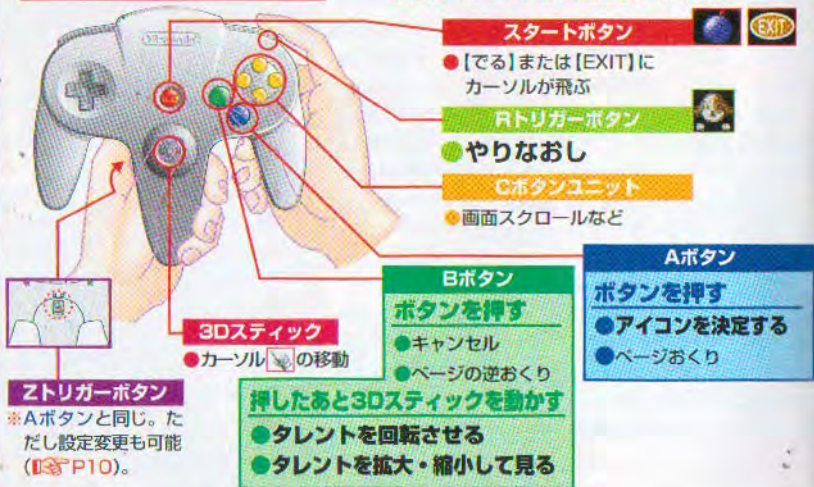 スタートボタン
EXIT
●【でる】または【EXIT】に
カーソルが飛ぶ
Rトリガーボタン
●やりなおし
Cボタンユニット
●画面スクロールなど
Aボタン
ボタンを押す
●アイコンを決定する
●ページおくり
Bボタン
ボタンを押す
●キャンセル
●ページの逆おくり
押したあと3Dスティックを動かす
●タレントを回転させる
●タレントを拡大・縮小して見る
3Dスティック
●カーソルの移動
Zトリガーボタン
※Aボタンと同じ。た
だし設定変更も可能
(☞P10)。